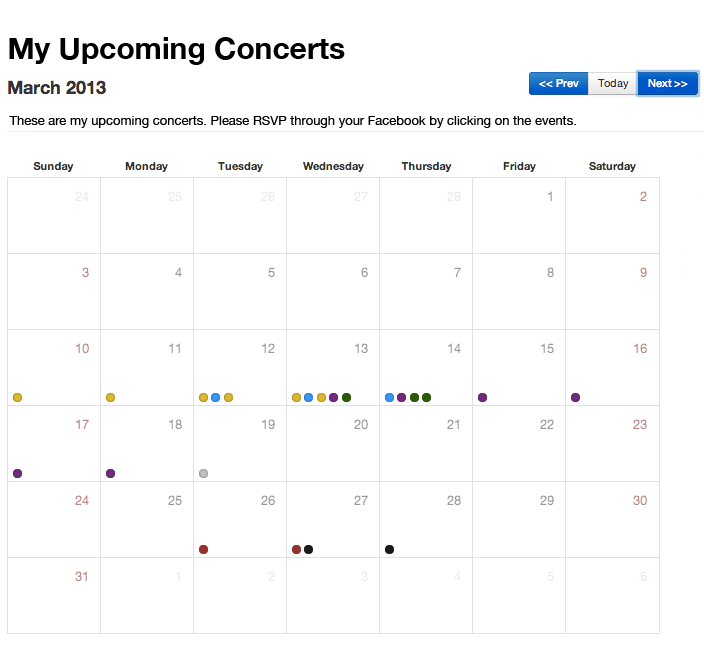 My Upcoming Concerts
March 2013
<< Prev Today Next >>
These are my upcoming concerts. Please RSVP through your Facebook by clicking on the events.
Sunday Monday Tuesday Wednesday Thursday Friday Saturday
24 25 26 27 28 1 2
3 4 5 6 7 8 9
10 11 12 13 14 15 16
17 18 19 20 21 22 23
24 25 26 27 28 29 30
31 1 2 3 4 5 6